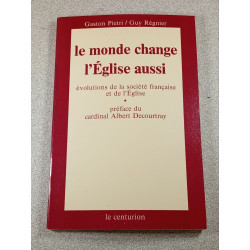 Gaston Pietri / Guy Régnier
le monde change
l'Église aussi
évolutions de la société française
et de l'Église
préface du
cardinal Albert Decourtray
le centurion